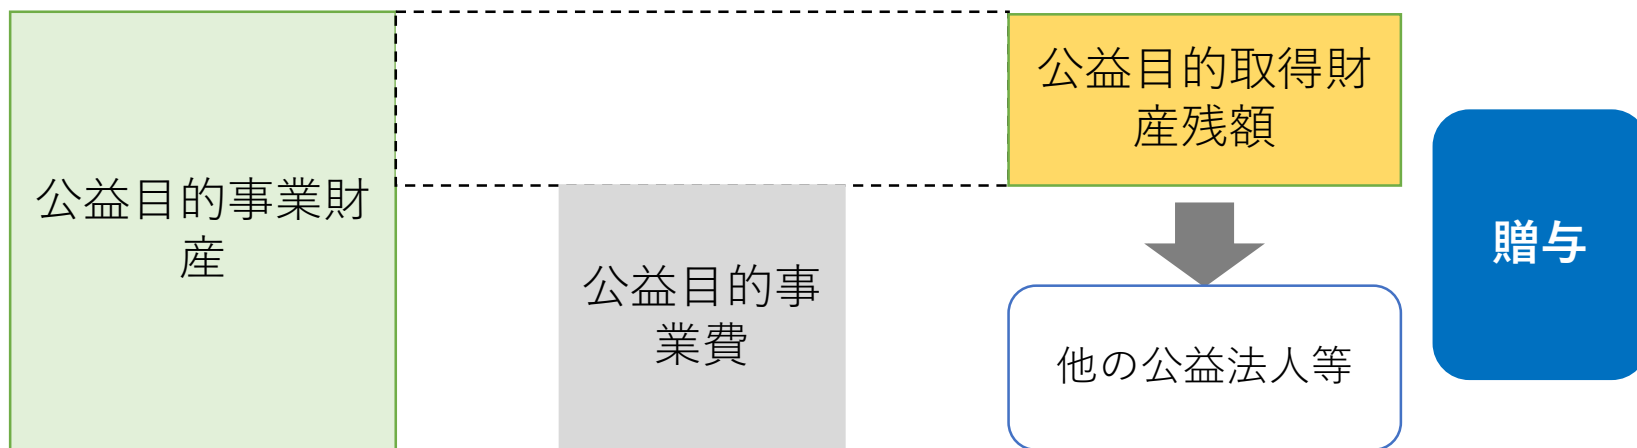 公益目的事業財
産
公益目的事
業費
公益目的取得財
産残額
他の公益法人等
贈与